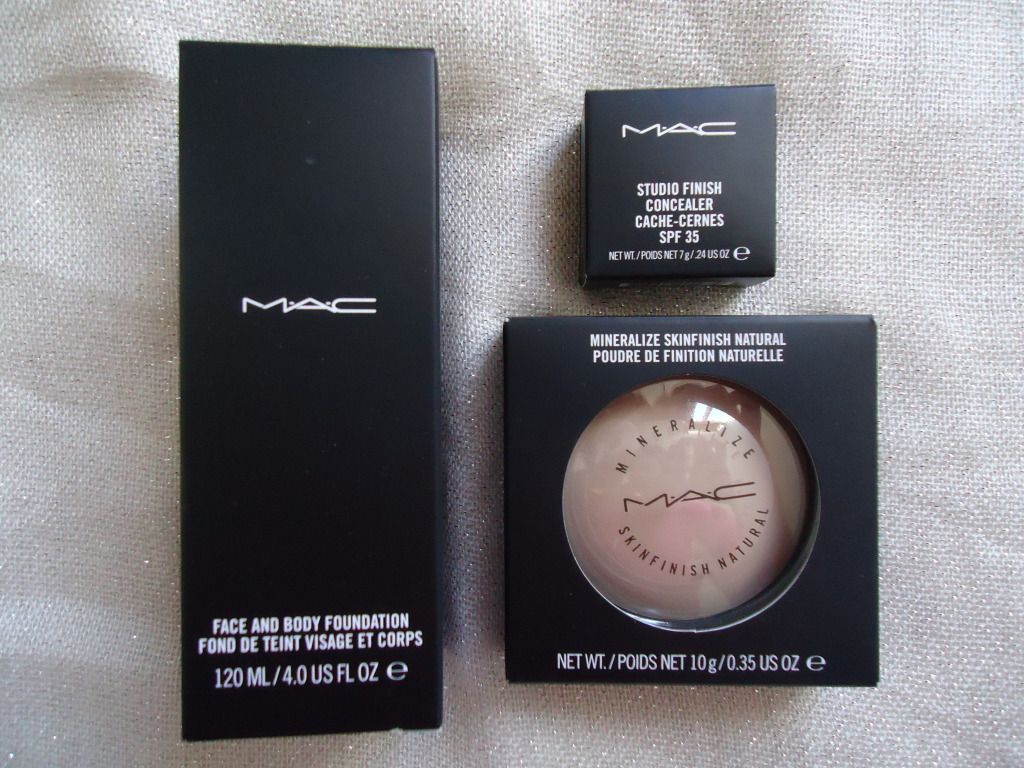 M·A·C
FACE AND BODY FOUNDATION
FOND DE TEINT VISAGE ET CORPS
120 ML/4.0 US FL OZ ℮
M·A·C
STUDIO FINISH
CONCEALER
CACHE-CERNES
SPF 35
NET WT./POIDS NET 7g/.24 US OZ ℮
MINERALIZE SKINFINISH NATURAL
POUDRE DE FINITION NATURELLE
MINERALIZE
M·A·C
SKINFINISH NATURAL
NET WT./POIDS NET 10g/0.35 US OZ ℮